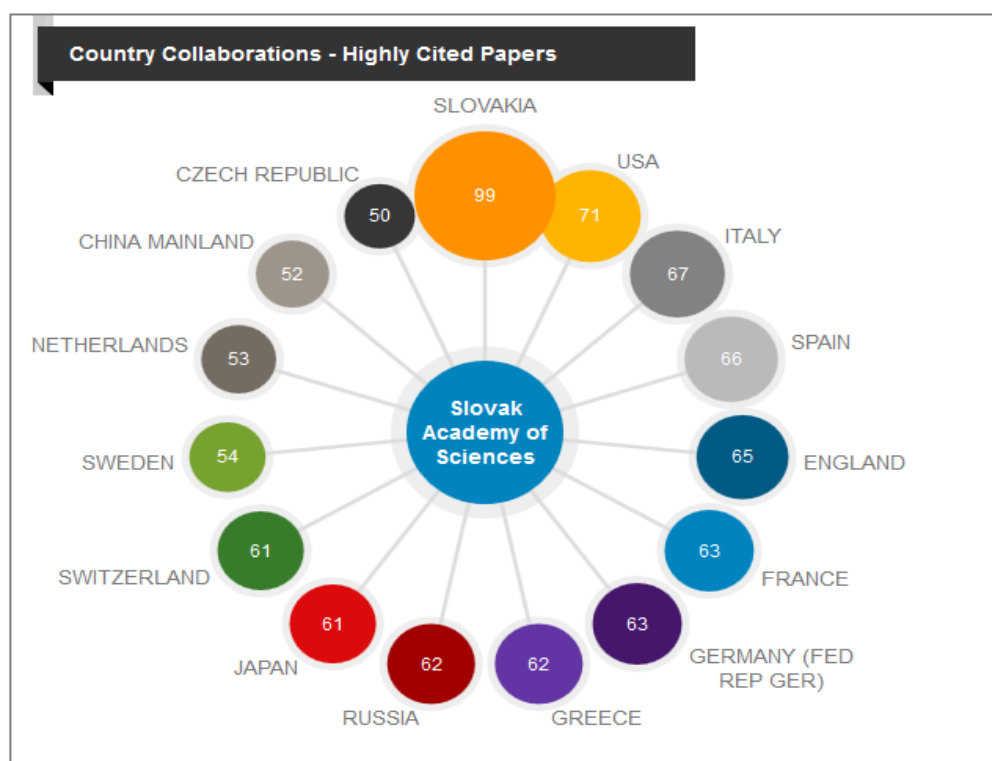 Country Collaborations - Highly Cited Papers
SLOVAKIA
99
USA
71
ITALY
67
SPAIN
66
ENGLAND
65
FRANCE
63
GERMANY (FED
REP GER)
63
GREECE
62
RUSSIA
62
JAPAN
61
SWITZERLAND
61
SWEDEN
54
NETHERLANDS
53
CHINA MAINLAND
52
CZECH REPUBLIC
50
Slovak
Academy of
Sciences